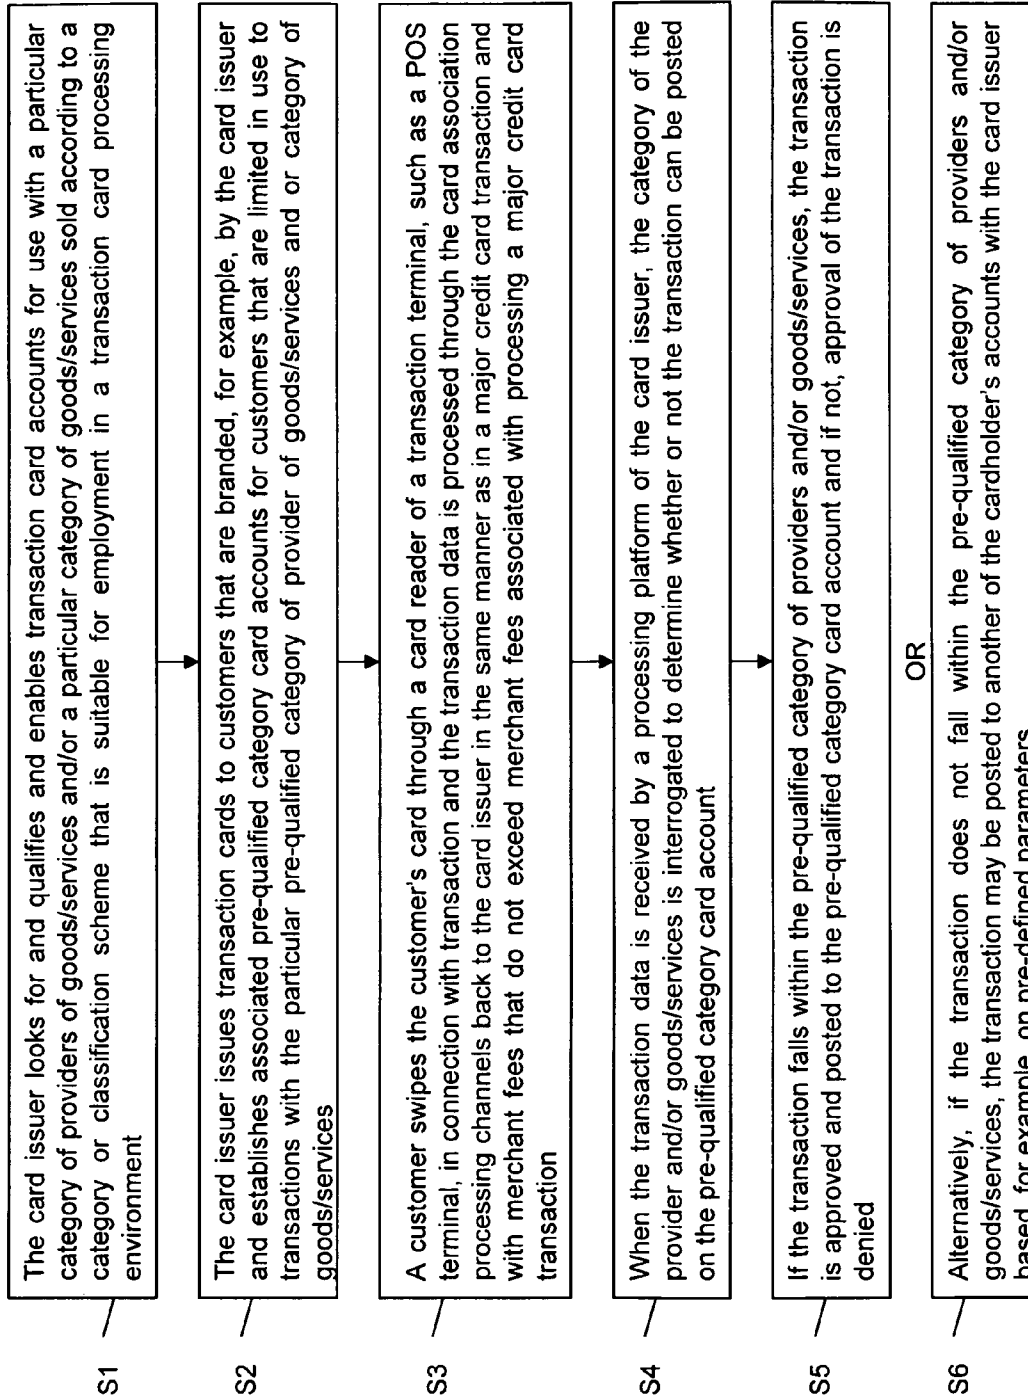 S1
The card issuer looks for and qualifies and enables transaction card accounts for use with a particular
category of providers of goods/services and/or a particular category of goods/services sold according to a
category or classification scheme that is suitable for employment in a transaction card processing
environment
S2
The card issuer issues transaction cards to customers that are branded, for example, by the card issuer
and establishes associated pre-qualified category card accounts for customers that are limited in use to
transactions with the particular pre-qualified category of provider of goods/services and or category of
goods/services
S3
A customer swipes the customer's card through a card reader of a transaction terminal, such as a POS
terminal, in connection with transaction and the transaction data is processed through the card association
processing channels back to the card issuer in the same manner as in a major credit card transaction and
with merchant fees that do not exceed merchant fees associated with processing a major credit card
transaction
S4
When the transaction data is received by a processing platform of the card issuer, the category of the
provider and/or goods/services is interrogated to determine whether or not the transaction can be posted
on the pre-qualified category card account
S5
If the transaction falls within the pre-qualified category of providers and/or goods/services, the transaction
is approved and posted to the pre-qualified category card account and if not, approval of the transaction is
denied
OR
S6
Alternatively, if the transaction does not fall within the pre-qualified category of providers and/or
goods/services, the transaction may be posted to another of the cardholder's accounts with the card issuer
based, for example, on pre-defined parameters